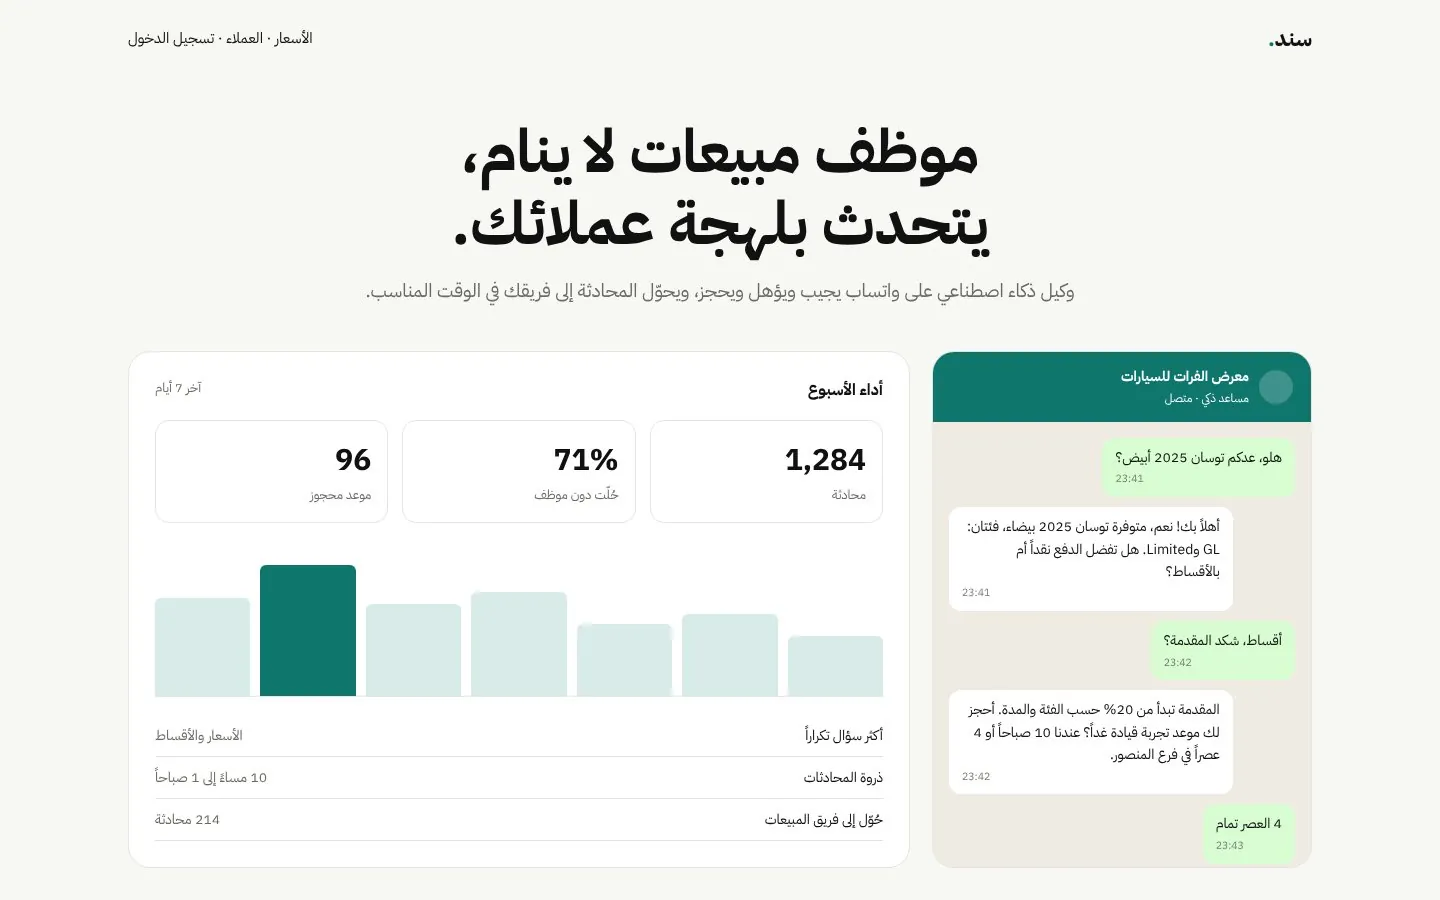 سند.
الأسعار · العملاء · تسجيل الدخول
موظف مبيعات لا ينام،
يتحدث بلهجة عملائك.
وكيل ذكاء اصطناعي على واتساب يجيب ويؤهل ويحجز، ويحوّل المحادثة إلى فريقك في الوقت المناسب.
معرض الفرات للسيارات
مساعد ذكي · متصل
هلو، عدكم توسان 2025 أبيض؟
23:41
أهلاً بك! نعم، متوفرة توسان 2025 بيضاء، فئتان:
GL وLimited. هل تفضل الدفع نقداً أم
بالأقساط؟
23:41
أقساط، شكد المقدمة؟
23:42
المقدمة تبدأ من 20% حسب الفئة والمدة. أحجز
لك موعد تجربة قيادة غداً؟ عندنا 10 صباحاً أو 4
عصراً في فرع المنصور.
23:42
4 العصر تمام
23:43
أداء الأسبوع
آخر 7 أيام
1,284
محادثة
71%
حُلّت دون موظف
96
موعد محجوز
أكثر سؤال تكراراً
الأسعار والأقساط
ذروة المحادثات
10 مساءً إلى 1 صباحاً
حُوّل إلى فريق المبيعات
214 محادثة